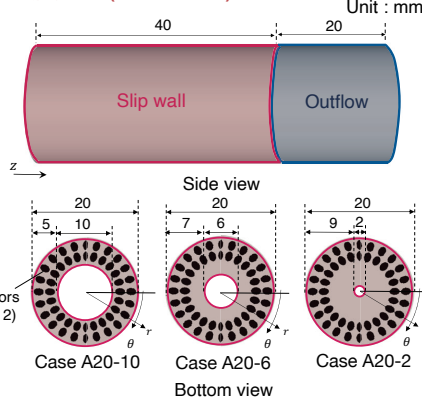 Unit : mm
40
20
Slip wall
Outflow
z
Side view
20
20
20
5
10
7
6
9
2
ors
2)
θ
r
θ
r
θ
r
Case A20-10
Case A20-6
Case A20-2
Bottom view